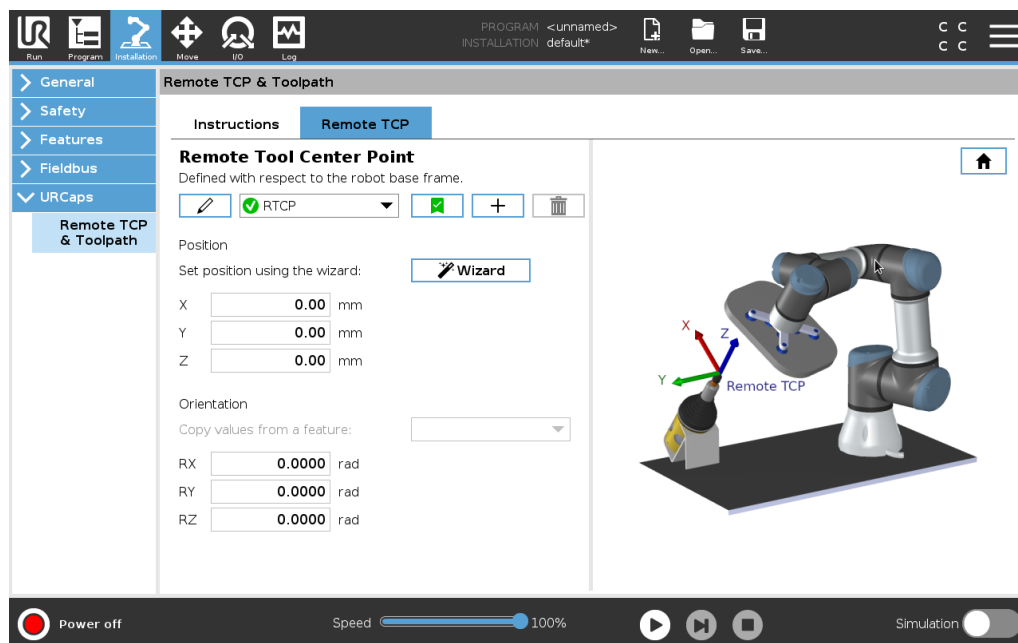 PROGRAM <unnamed>
INSTALLATION default*
UR
Run
Program
Installation
Move
I/O
Log
New...
Open...
Save...
C C
C C
General
Safety
Features
Fieldbus
URCaps
Remote TCP
& Toolpath
Remote TCP & Toolpath
Instructions
Remote TCP
Remote Tool Center Point
Defined with respect to the robot base frame.
RTCP
Position
Set position using the wizard:
Wizard
X 0.00 mm
Y 0.00 mm
Z 0.00 mm
Orientation
Copy values from a feature:
RX 0.0000 rad
RY 0.0000 rad
RZ 0.0000 rad
X
Z
Y
Remote TCP
Power off
Speed
100%
Simulation